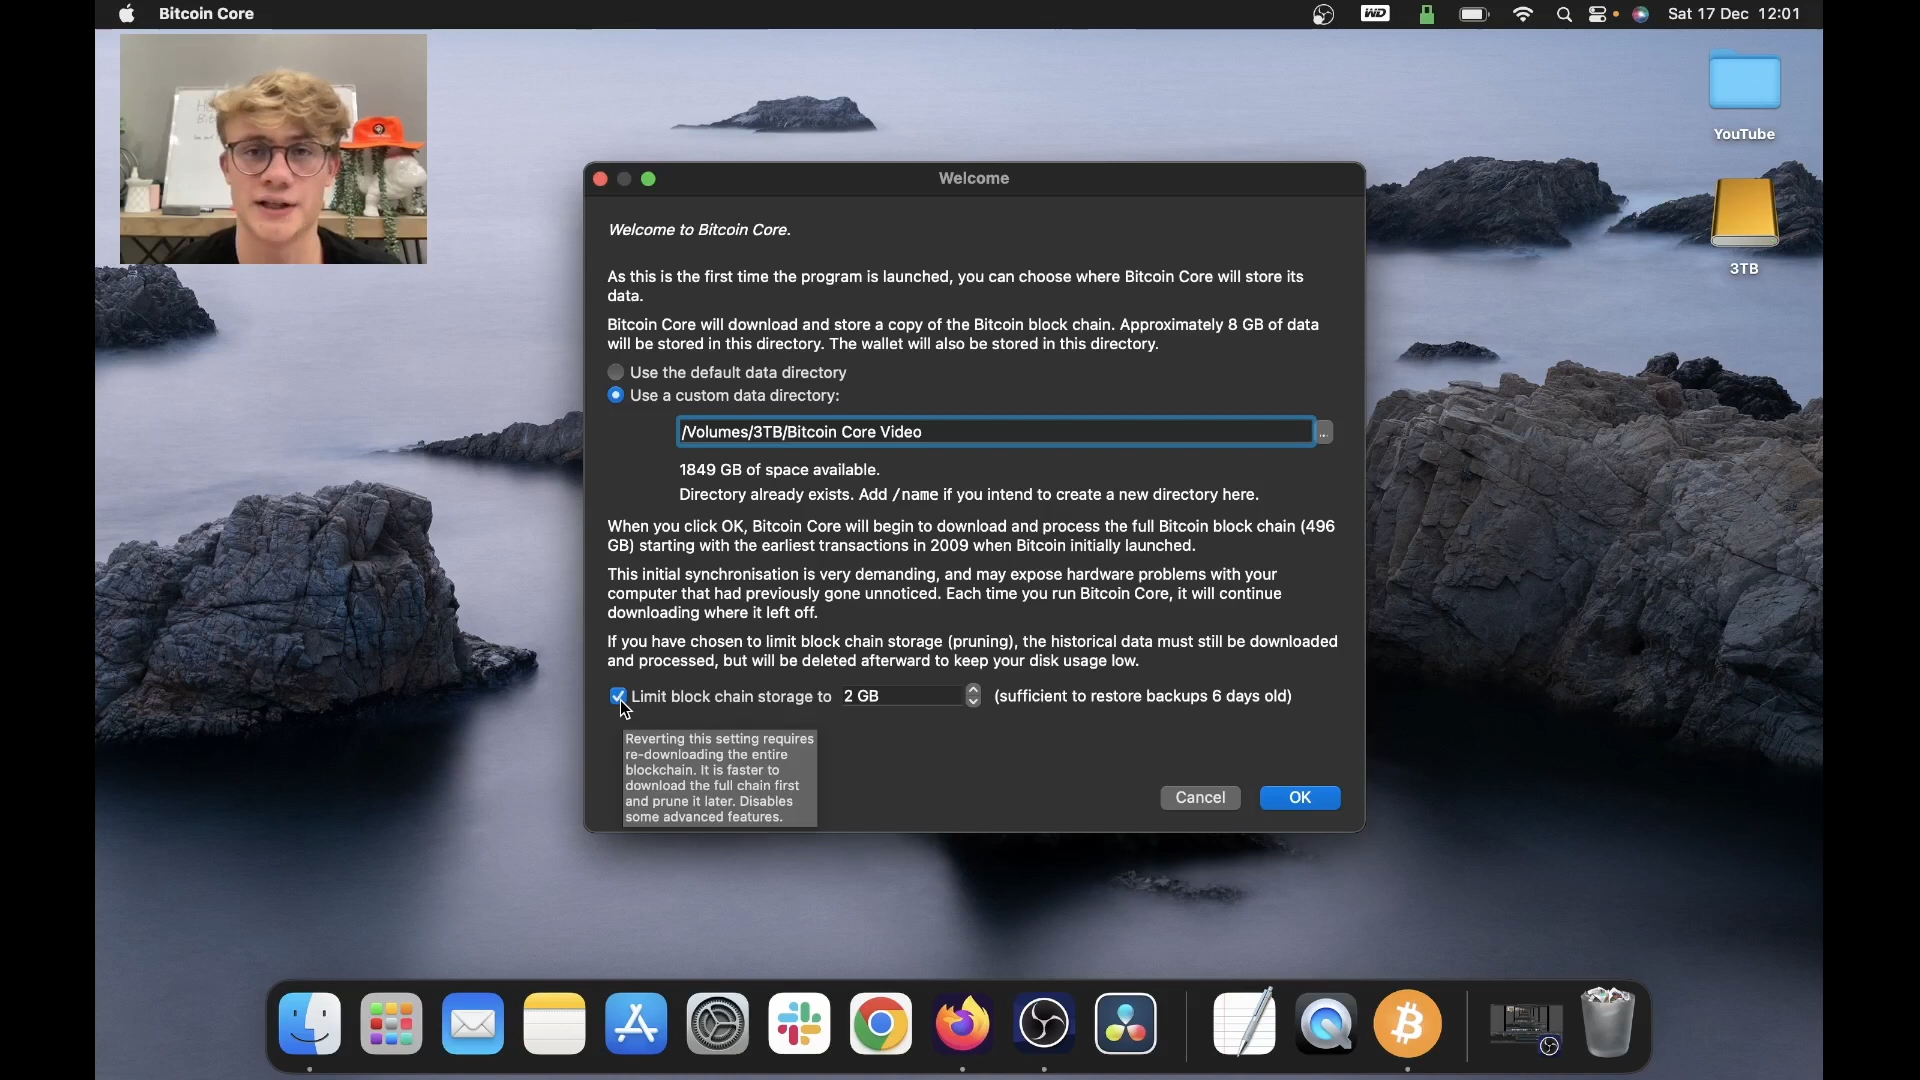 Bitcoin Core
WD
Sat 17 Dec 12:01
YouTube
3TB
Welcome
Welcome to Bitcoin Core.
As this is the first time the program is launched, you can choose where Bitcoin Core will store its
data.
Bitcoin Core will download and store a copy of the Bitcoin block chain. Approximately 8 GB of data
will be stored in this directory. The wallet will also be stored in this directory.
Use the default data directory
Use a custom data directory:
/Volumes/3TB/Bitcoin Core Video
...
1849 GB of space available.
Directory already exists. Add /name if you intend to create a new directory here.
When you click OK, Bitcoin Core will begin to download and process the full Bitcoin block chain (496
GB) starting with the earliest transactions in 2009 when Bitcoin initially launched.
This initial synchronisation is very demanding, and may expose hardware problems with your
computer that had previously gone unnoticed. Each time you run Bitcoin Core, it will continue
downloading where it left off.
If you have chosen to limit block chain storage (pruning), the historical data must still be downloaded
and processed, but will be deleted afterward to keep your disk usage low.
Limit block chain storage to 2 GB (sufficient to restore backups 6 days old)
Reverting this setting requires
re-downloading the entire
blockchain. It is faster to
download the full chain first
and prune it later. Disables
some advanced features.
Cancel
OK